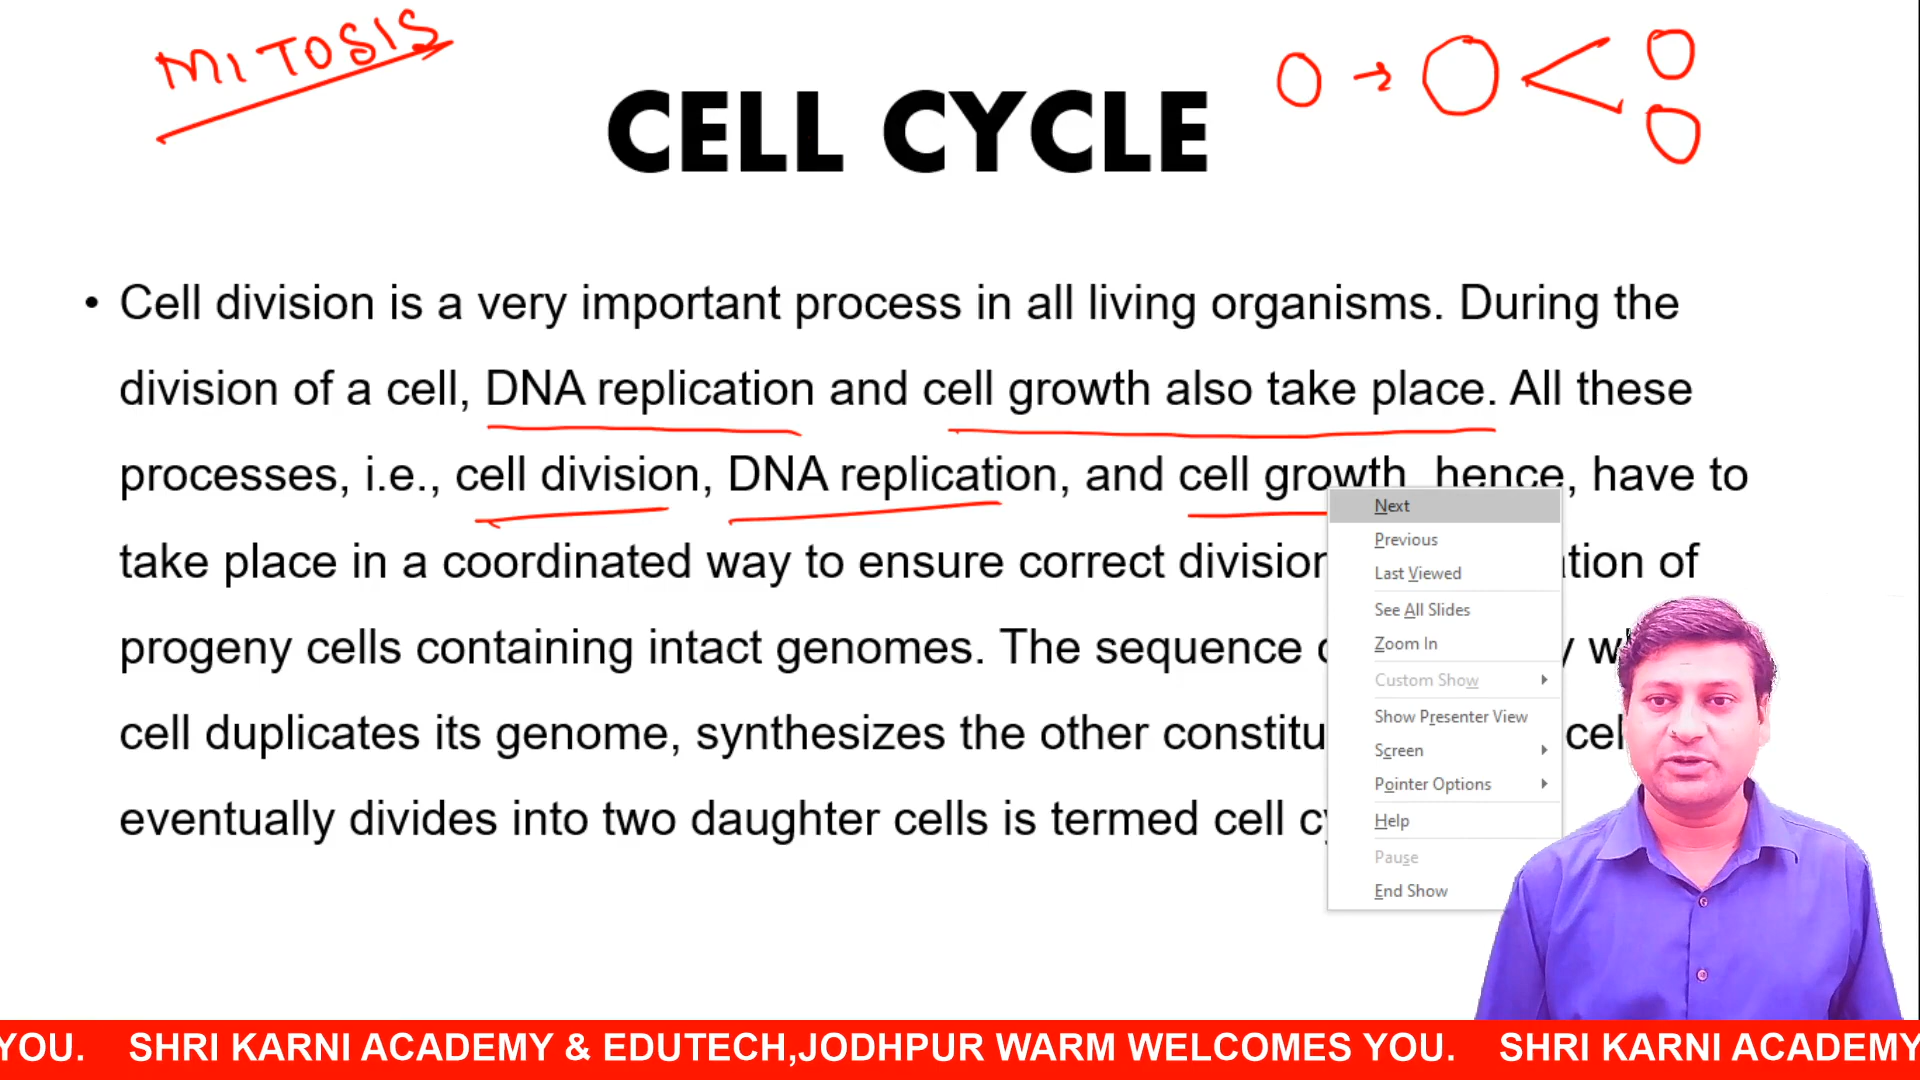 MITOSIS
CELL CYCLE
• Cell division is a very important process in all living organisms. During the
division of a cell, DNA replication and cell growth also take place. All these
processes, i.e., cell division, DNA replication, and cell growth hence, have to
take place in a coordinated way to ensure correct division of
progeny cells containing intact genomes. The sequence
cell duplicates its genome, synthesizes the other
eventually divides into two daughter cells is termed cell
Next
Previous
Last Viewed
See All Slides
Zoom In
Custom Show
Show Presenter View
Screen
Pointer Options
Help
Pause
End Show
YOU. SHRI KARNI ACADEMY & EDUTECH,JODHPUR WARM WELCOMES YOU. SHRI KARNI ACADEMY